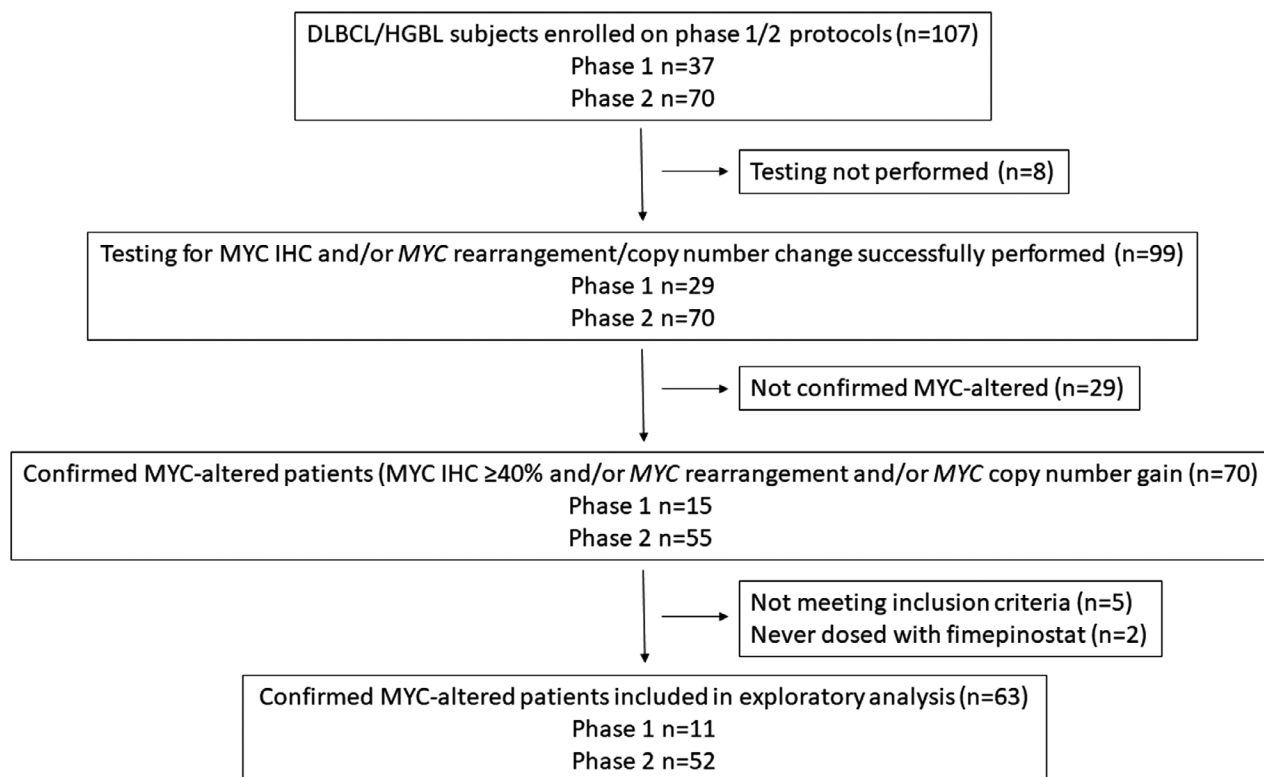 DLBCL/HGBL subjects enrolled on phase 1/2 protocols (n=107)
Phase 1 n=37
Phase 2 n=70
Testing not performed (n=8)
Testing for MYC IHC and/or MYC rearrangement/copy number change successfully performed (n=99)
Phase 1 n=29
Phase 2 n=70
Not confirmed MYC-altered (n=29)
Confirmed MYC-altered patients (MYC IHC ≥40% and/or MYC rearrangement and/or MYC copy number gain (n=70)
Phase 1 n=15
Phase 2 n=55
Not meeting inclusion criteria (n=5)
Never dosed with fimepinostat (n=2)
Confirmed MYC-altered patients included in exploratory analysis (n=63)
Phase 1 n=11
Phase 2 n=52